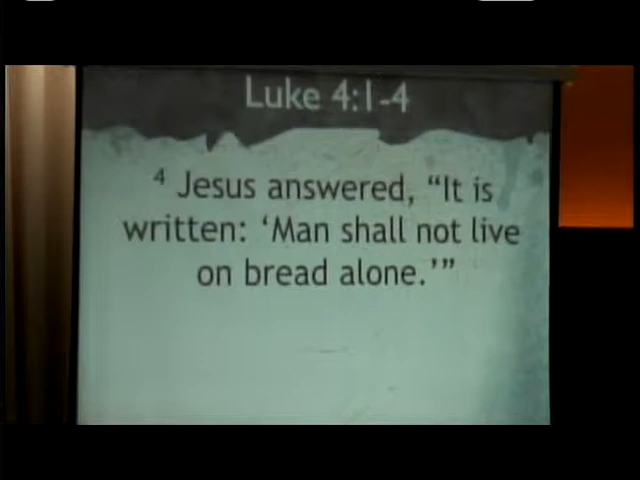 Luke 4:1-4
4 Jesus answered, “It is
written: ‘Man shall not live
on bread alone.’”